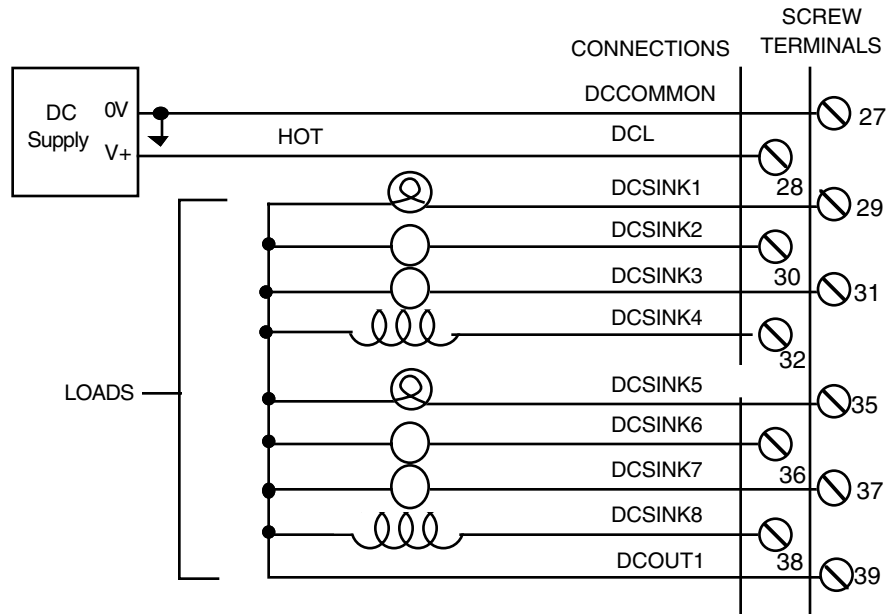 SCREW
TERMINALS
CONNECTIONS
DC
Supply
0V
V+
DCCOMMON
27
HOT
DCL
28
DCSINK1
29
DCSINK2
30
DCSINK3
31
DCSINK4
32
LOADS
DCSINK5
35
DCSINK6
36
DCSINK7
37
DCSINK8
38
DCOUT1
39